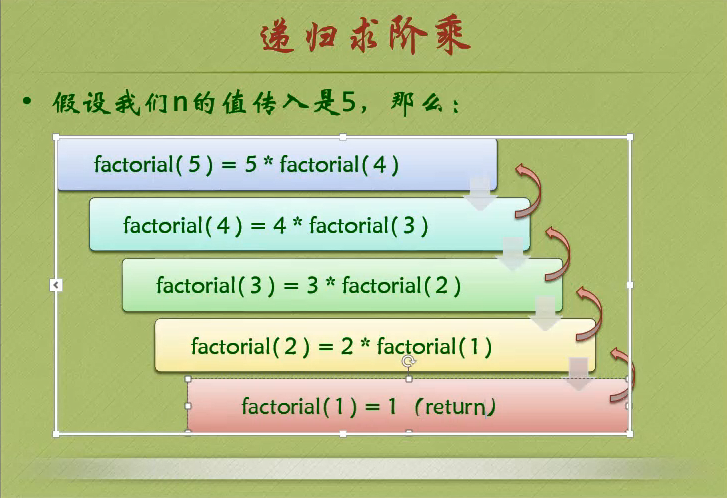 递归求阶乘
• 假设我们n的值传入是5，那么：
factorial(5) = 5 * factorial(4)
factorial(4) = 4 * factorial(3)
factorial(3) = 3 * factorial(2)
factorial(2) = 2 * factorial(1)
factorial(1) = 1（return）